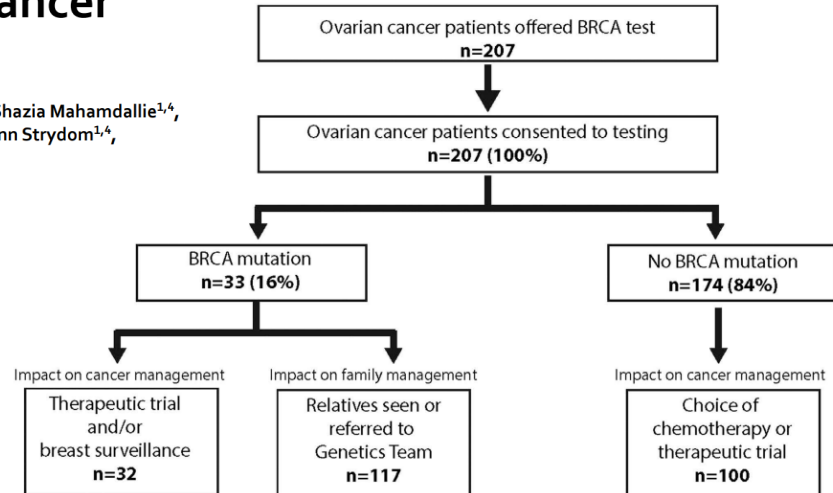 ancer
Shazia Mahamdallie1,4,
nn Strydom1,4,
Ovarian cancer patients offered BRCA test
n=207
Ovarian cancer patients consented to testing
n=207 (100%)
BRCA mutation
n=33 (16%)
No BRCA mutation
n=174 (84%)
Impact on cancer management
Therapeutic trial
and/or
breast surveillance
n=32
Impact on family management
Relatives seen or
referred to
Genetics Team
n=117
Impact on cancer management
Choice of
chemotherapy or
therapeutic trial
n=100